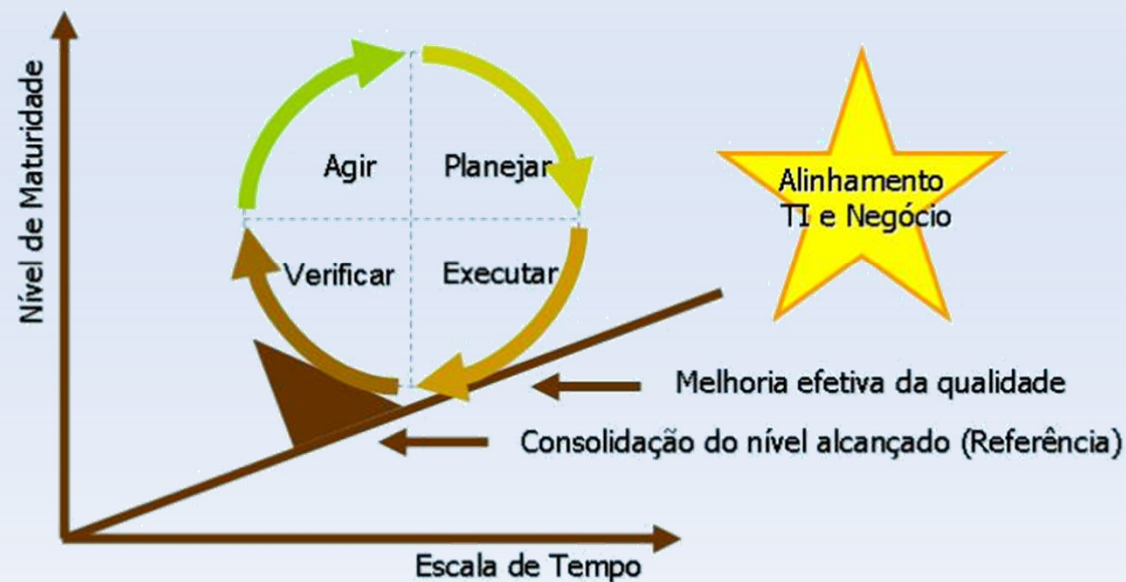 Nível de Maturidade
Agir
Planejar
Verificar
Executar
Alinhamento
TI e Negócio
Melhoria efetiva da qualidade
Consolidação do nível alcançado (Referência)
Escala de Tempo